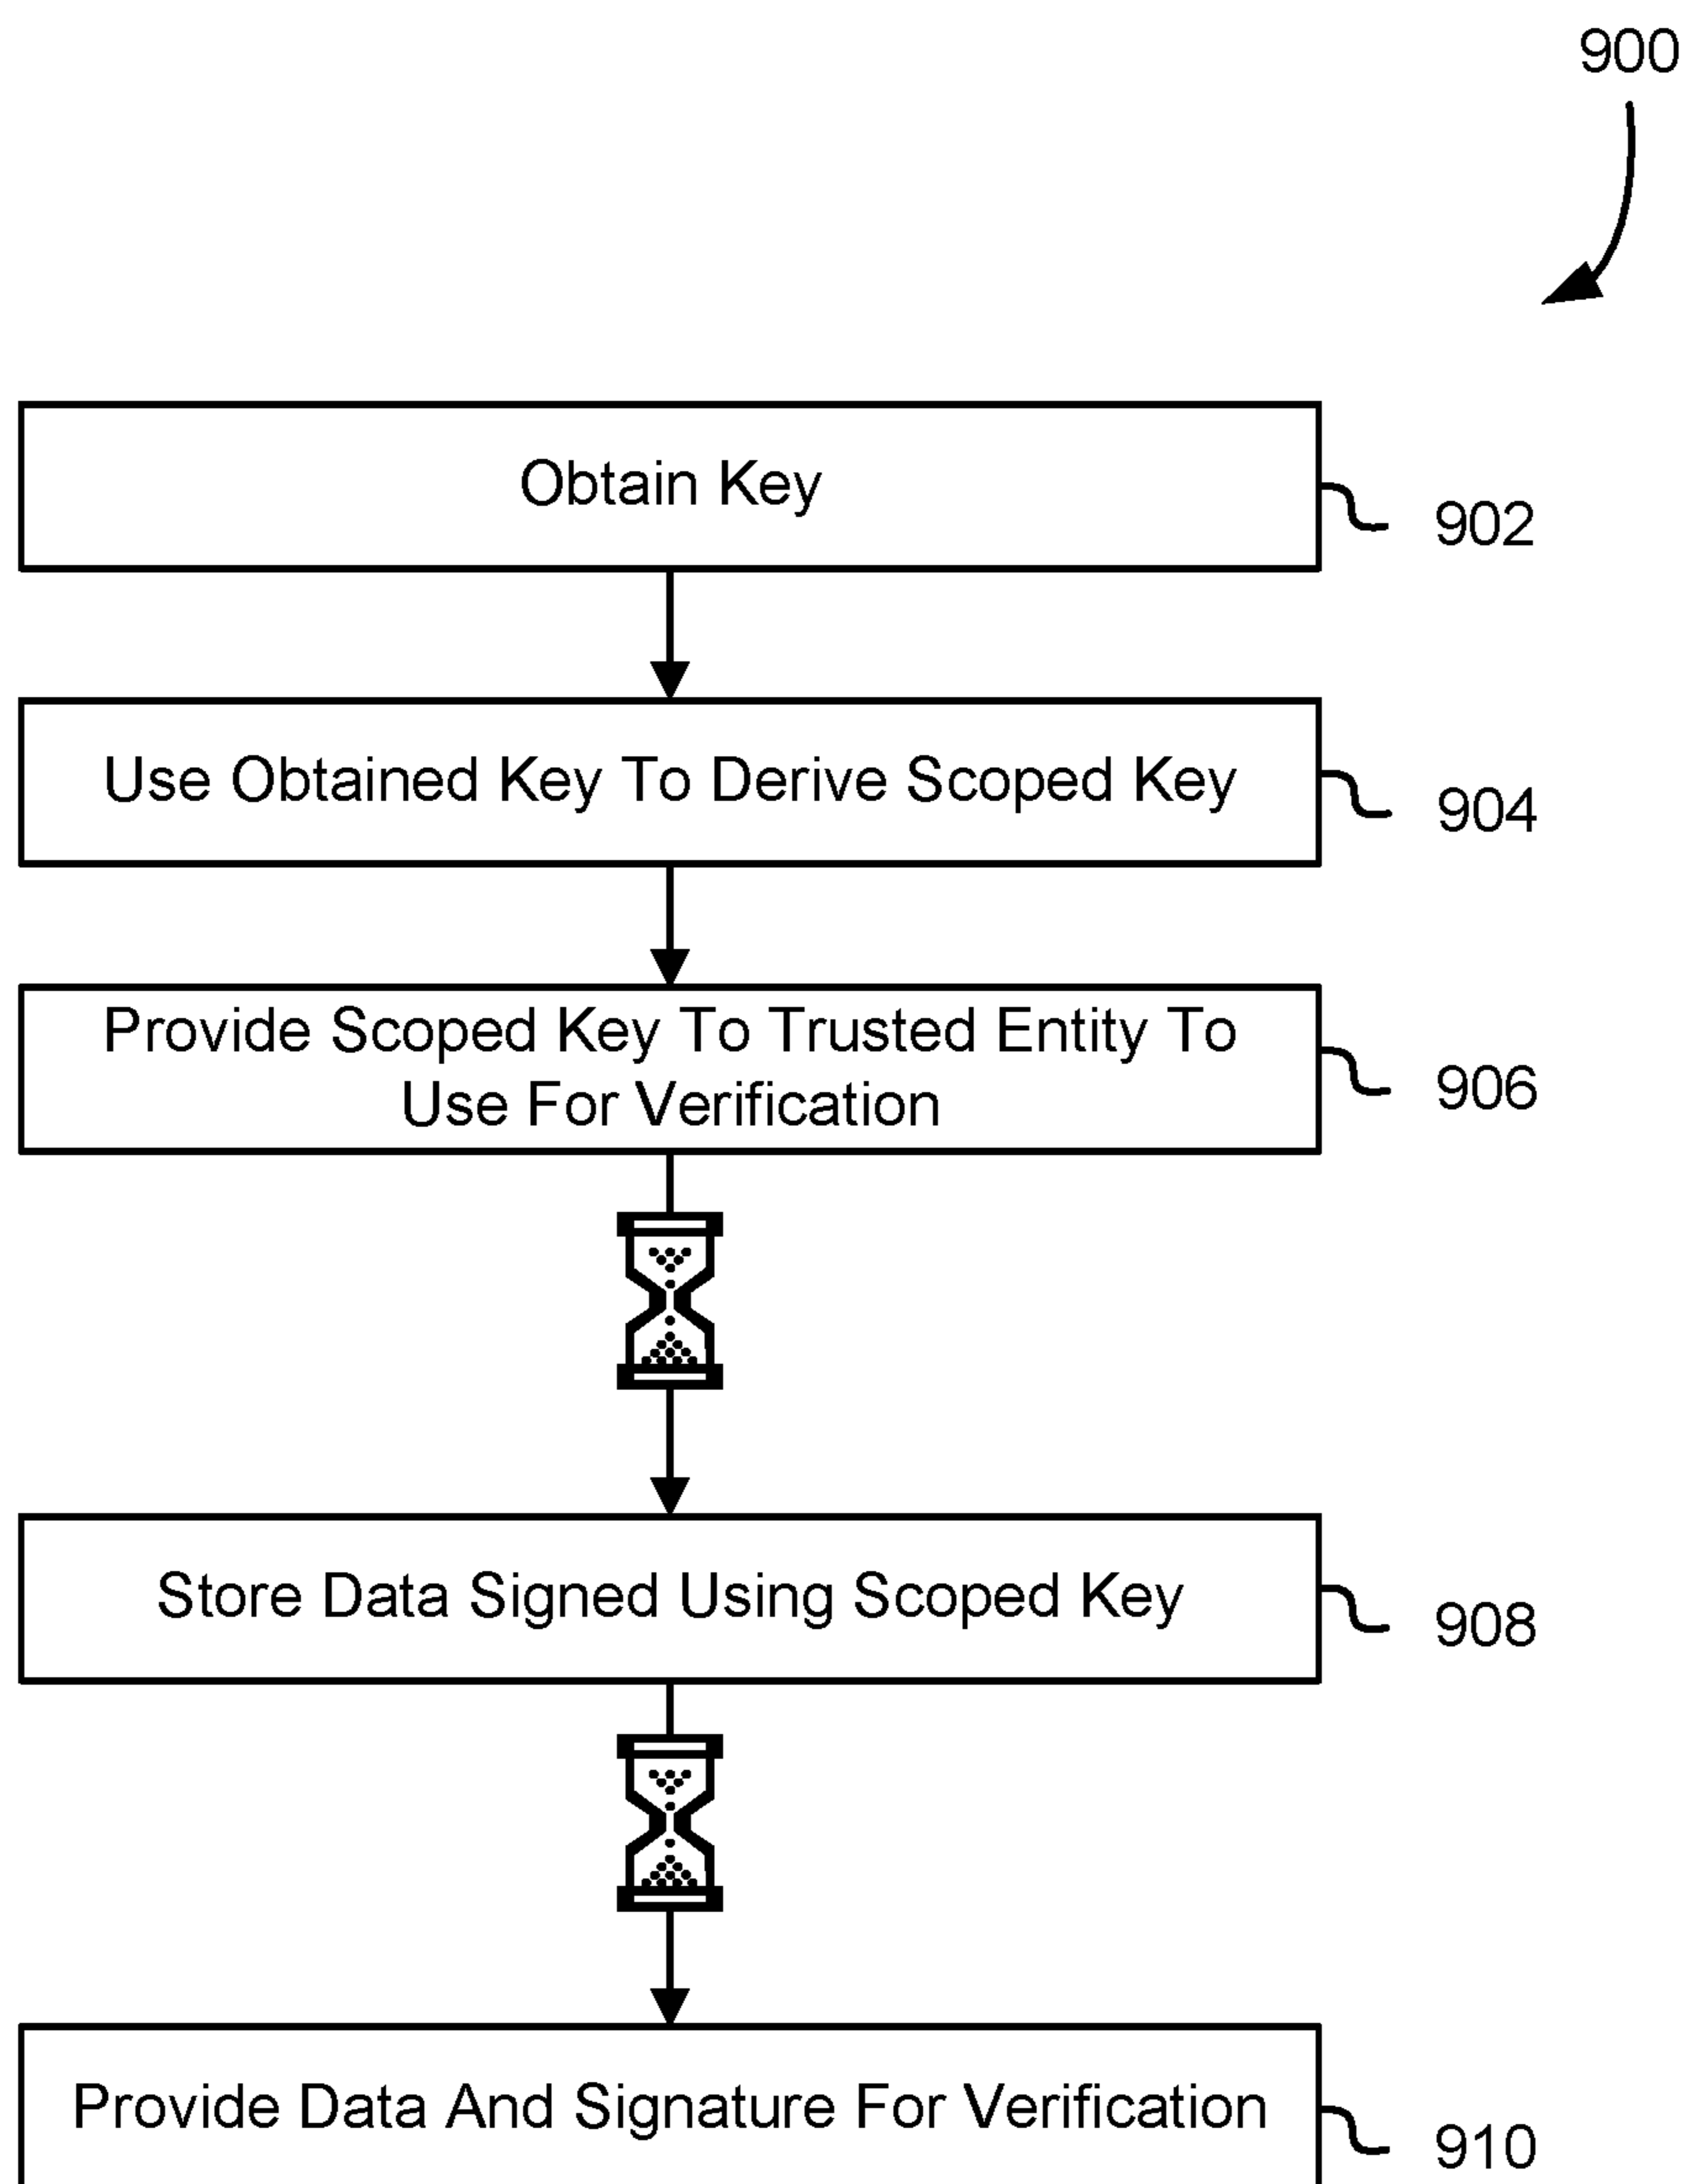 900
Obtain Key
902
Use Obtained Key To Derive Scoped Key
904
Provide Scoped Key To Trusted Entity To
Use For Verification
906
Store Data Signed Using Scoped Key
908
Provide Data And Signature For Verification
910